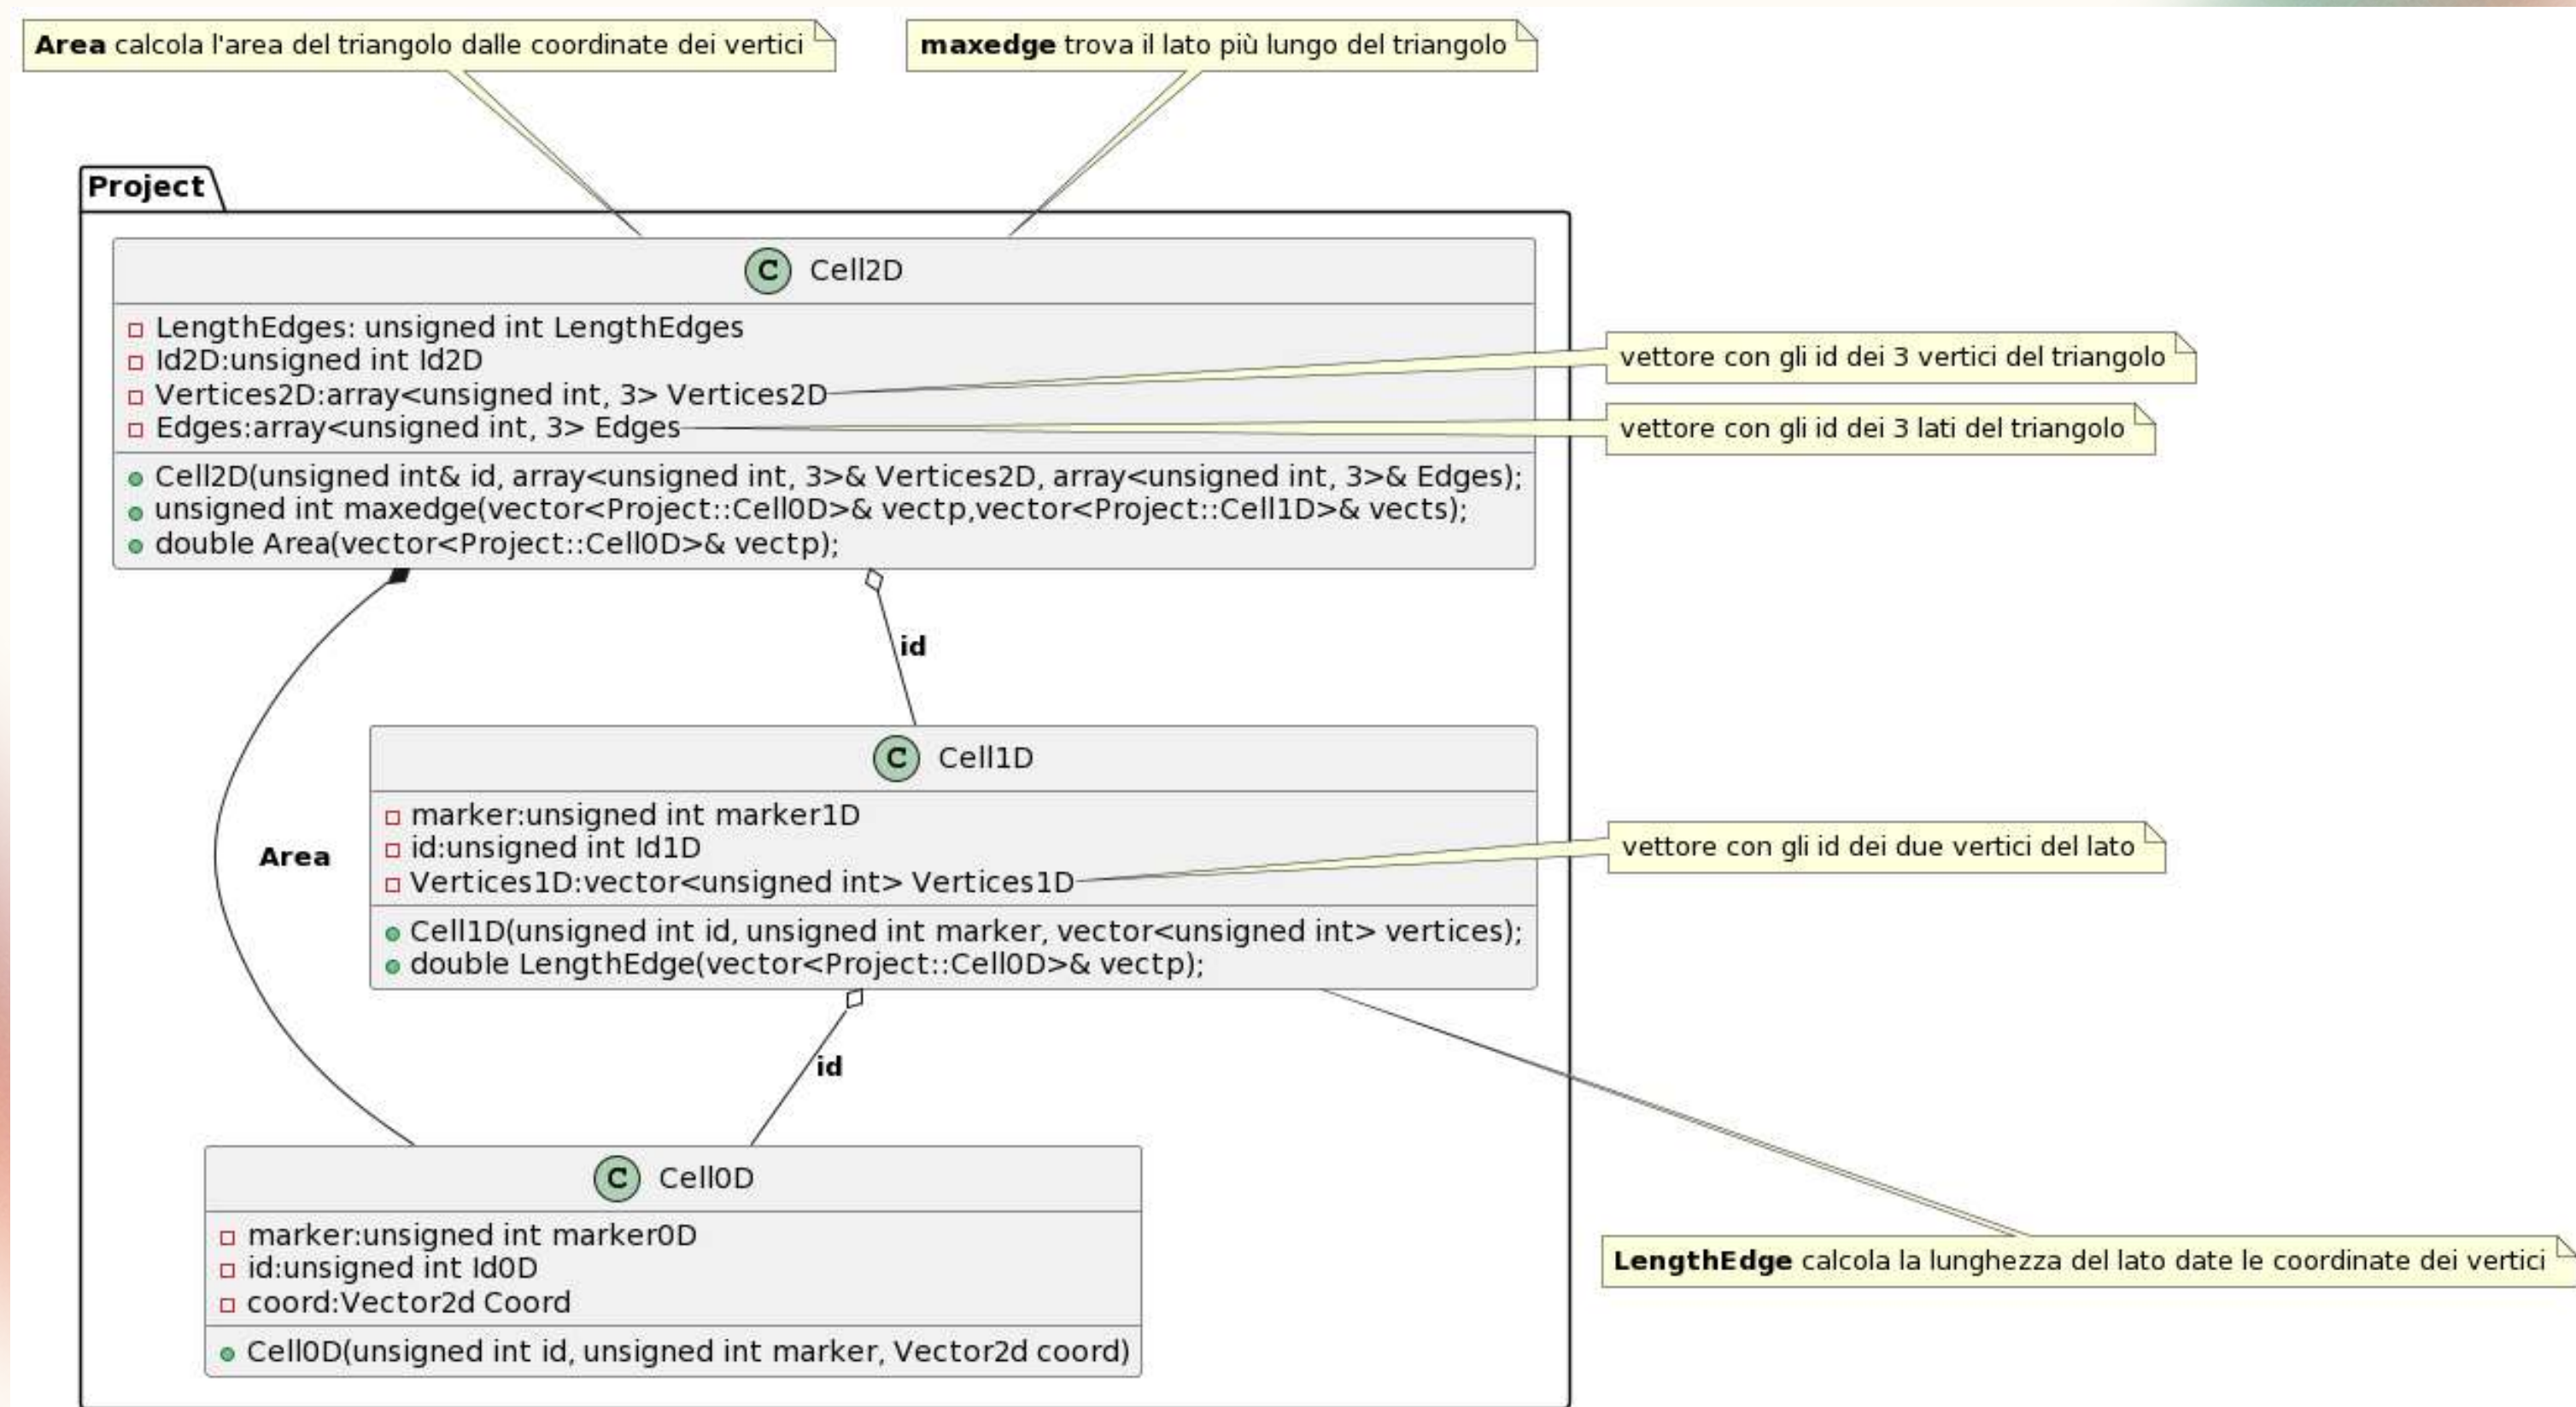 Area calcola l'area del triangolo dalle coordinate dei vertici
maxedge trova il lato più lungo del triangolo
Project
C Cell2D
LengthEdges: unsigned int LengthEdges
Id2D:unsigned int Id2D
Vertices2D:array<unsigned int, 3> Vertices2D
Edges:array<unsigned int, 3> Edges
vettore con gli id dei 3 vertici del triangolo
vettore con gli id dei 3 lati del triangolo
Cell2D(unsigned int& id, array<unsigned int, 3>& Vertices2D, array<unsigned int, 3>& Edges);
unsigned int maxedge(vector<Project::Cell0D>& vectp,vector<Project::Cell1D>& vects);
double Area(vector<Project::Cell0D>& vectp);
id
C Cell1D
marker:unsigned int marker1D
id:unsigned int Id1D
Vertices1D:vector<unsigned int> Vertices1D
vettore con gli id dei due vertici del lato
Area
Cell1D(unsigned int id, unsigned int marker, vector<unsigned int> vertices);
double LengthEdge(vector<Project::Cell0D>& vectp);
id
C Cell0D
marker:unsigned int marker0D
id:unsigned int Id0D
coord:Vector2d Coord
Cell0D(unsigned int id, unsigned int marker, Vector2d coord)
LengthEdge calcola la lunghezza del lato date le coordinate dei vertici